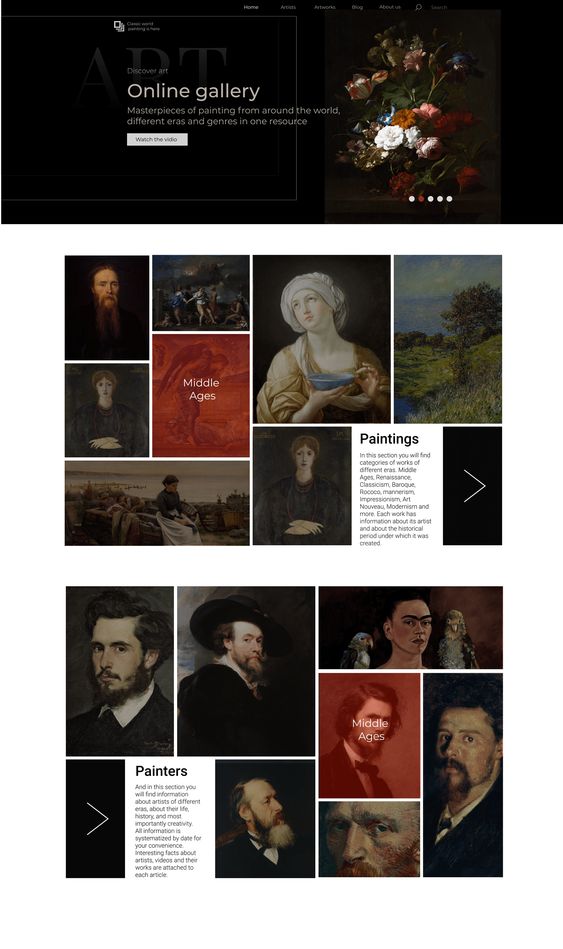 Home
Artists
Artworks
Blog
About us
Search
Classic world
painting is here
ART
Discover art
Online gallery
Masterpieces of painting from around the world,
different eras and genres in one resource
Watch the vidio
Middle
Ages
Paintings
In this section you will find
categories of works of
different eras. Middle
Ages, Renaissance,
Classicism, Baroque,
Rococo, mannerism,
Impressionism, Art
Nouveau, Modernism and
more. Each work has
information about its artist
and about the historical
period under which it was
created.
Middle
Ages
Painters
And in this section you
will find information
about artists of different
eras, about their life,
history, and most
importantly creativity.
All information is
systematized by date for
your convenience.
Interesting facts about
artists, videos and their
works are attached to
each article.